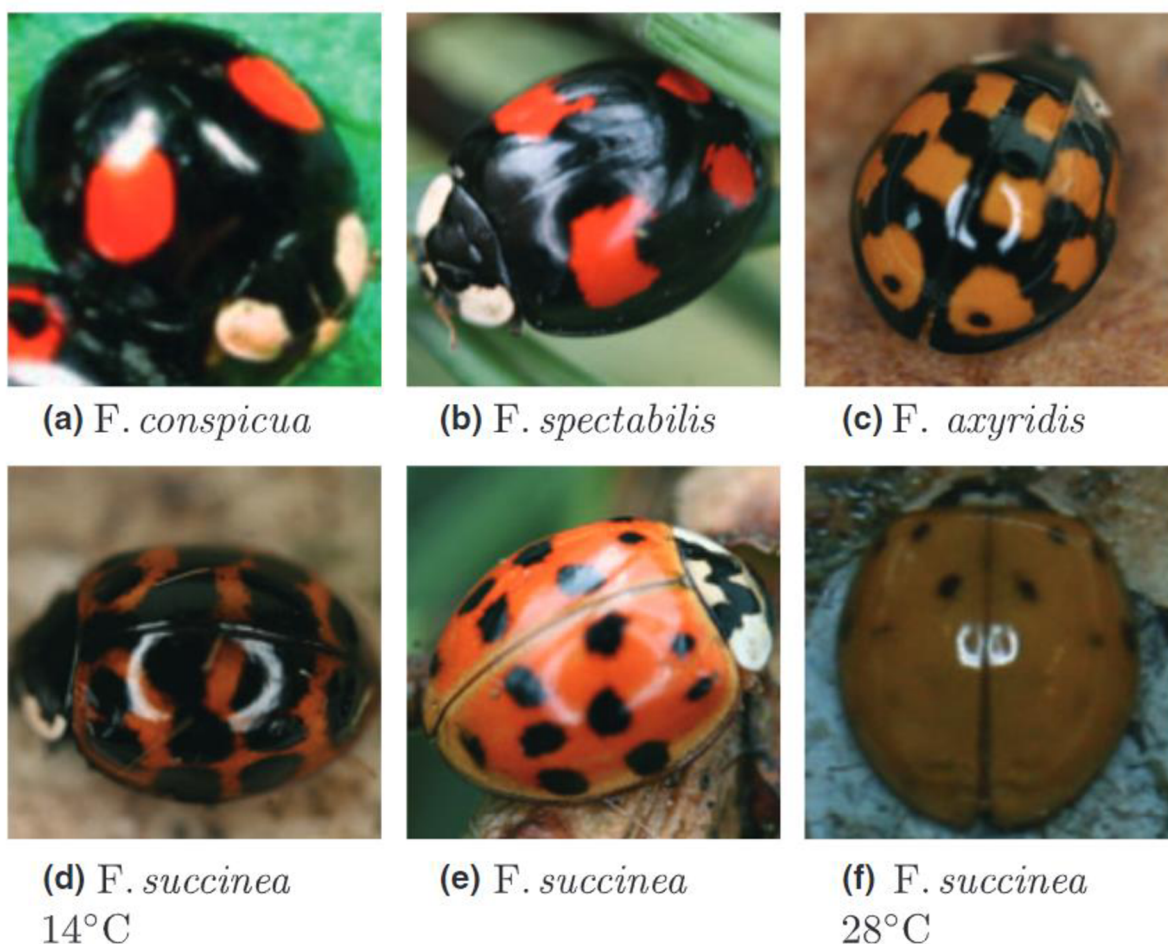 (a) F. conspicua
(b) F. spectabilis
(c) F. axyridis
(d) F. succinea
14°C
(e) F. succinea
(f) F. succinea
28°C